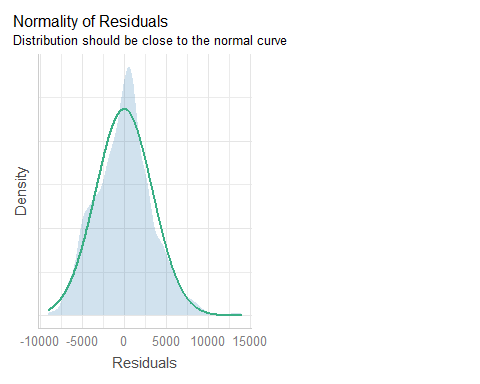 Normality of Residuals
Distribution should be close to the normal curve
Density
-10000 -5000 0 5000 10000 15000
Residuals